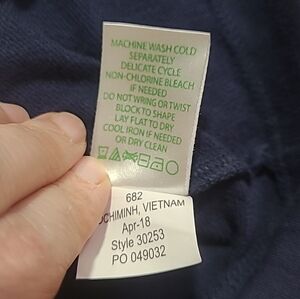 MACHINE WASH COLD
SEPARATELY
DELICATE CYCLE
NON-CHLORINE BLEACH
IF NEEDED
DO NOT WRING OR TWIST
BLOCK TO SHAPE
LAY FLAT TO DRY
COOL IRON IF NEEDED
OR DRY CLEAN
682
OCHIMINH, VIETNAM
Apr-18
Style 30253
PO 049032